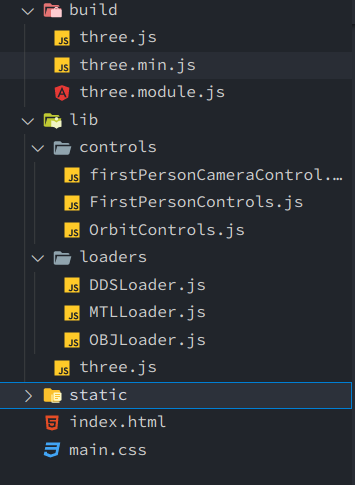 build
JS three.js
JS three.min.js
three.module.js
lib
controls
JS firstPersonCameraControl....
JS FirstPersonControls.js
JS OrbitControls.js
loaders
JS DDSLoader.js
JS MTLLoader.js
JS OBJLoader.js
JS three.js
static
index.html
main.css